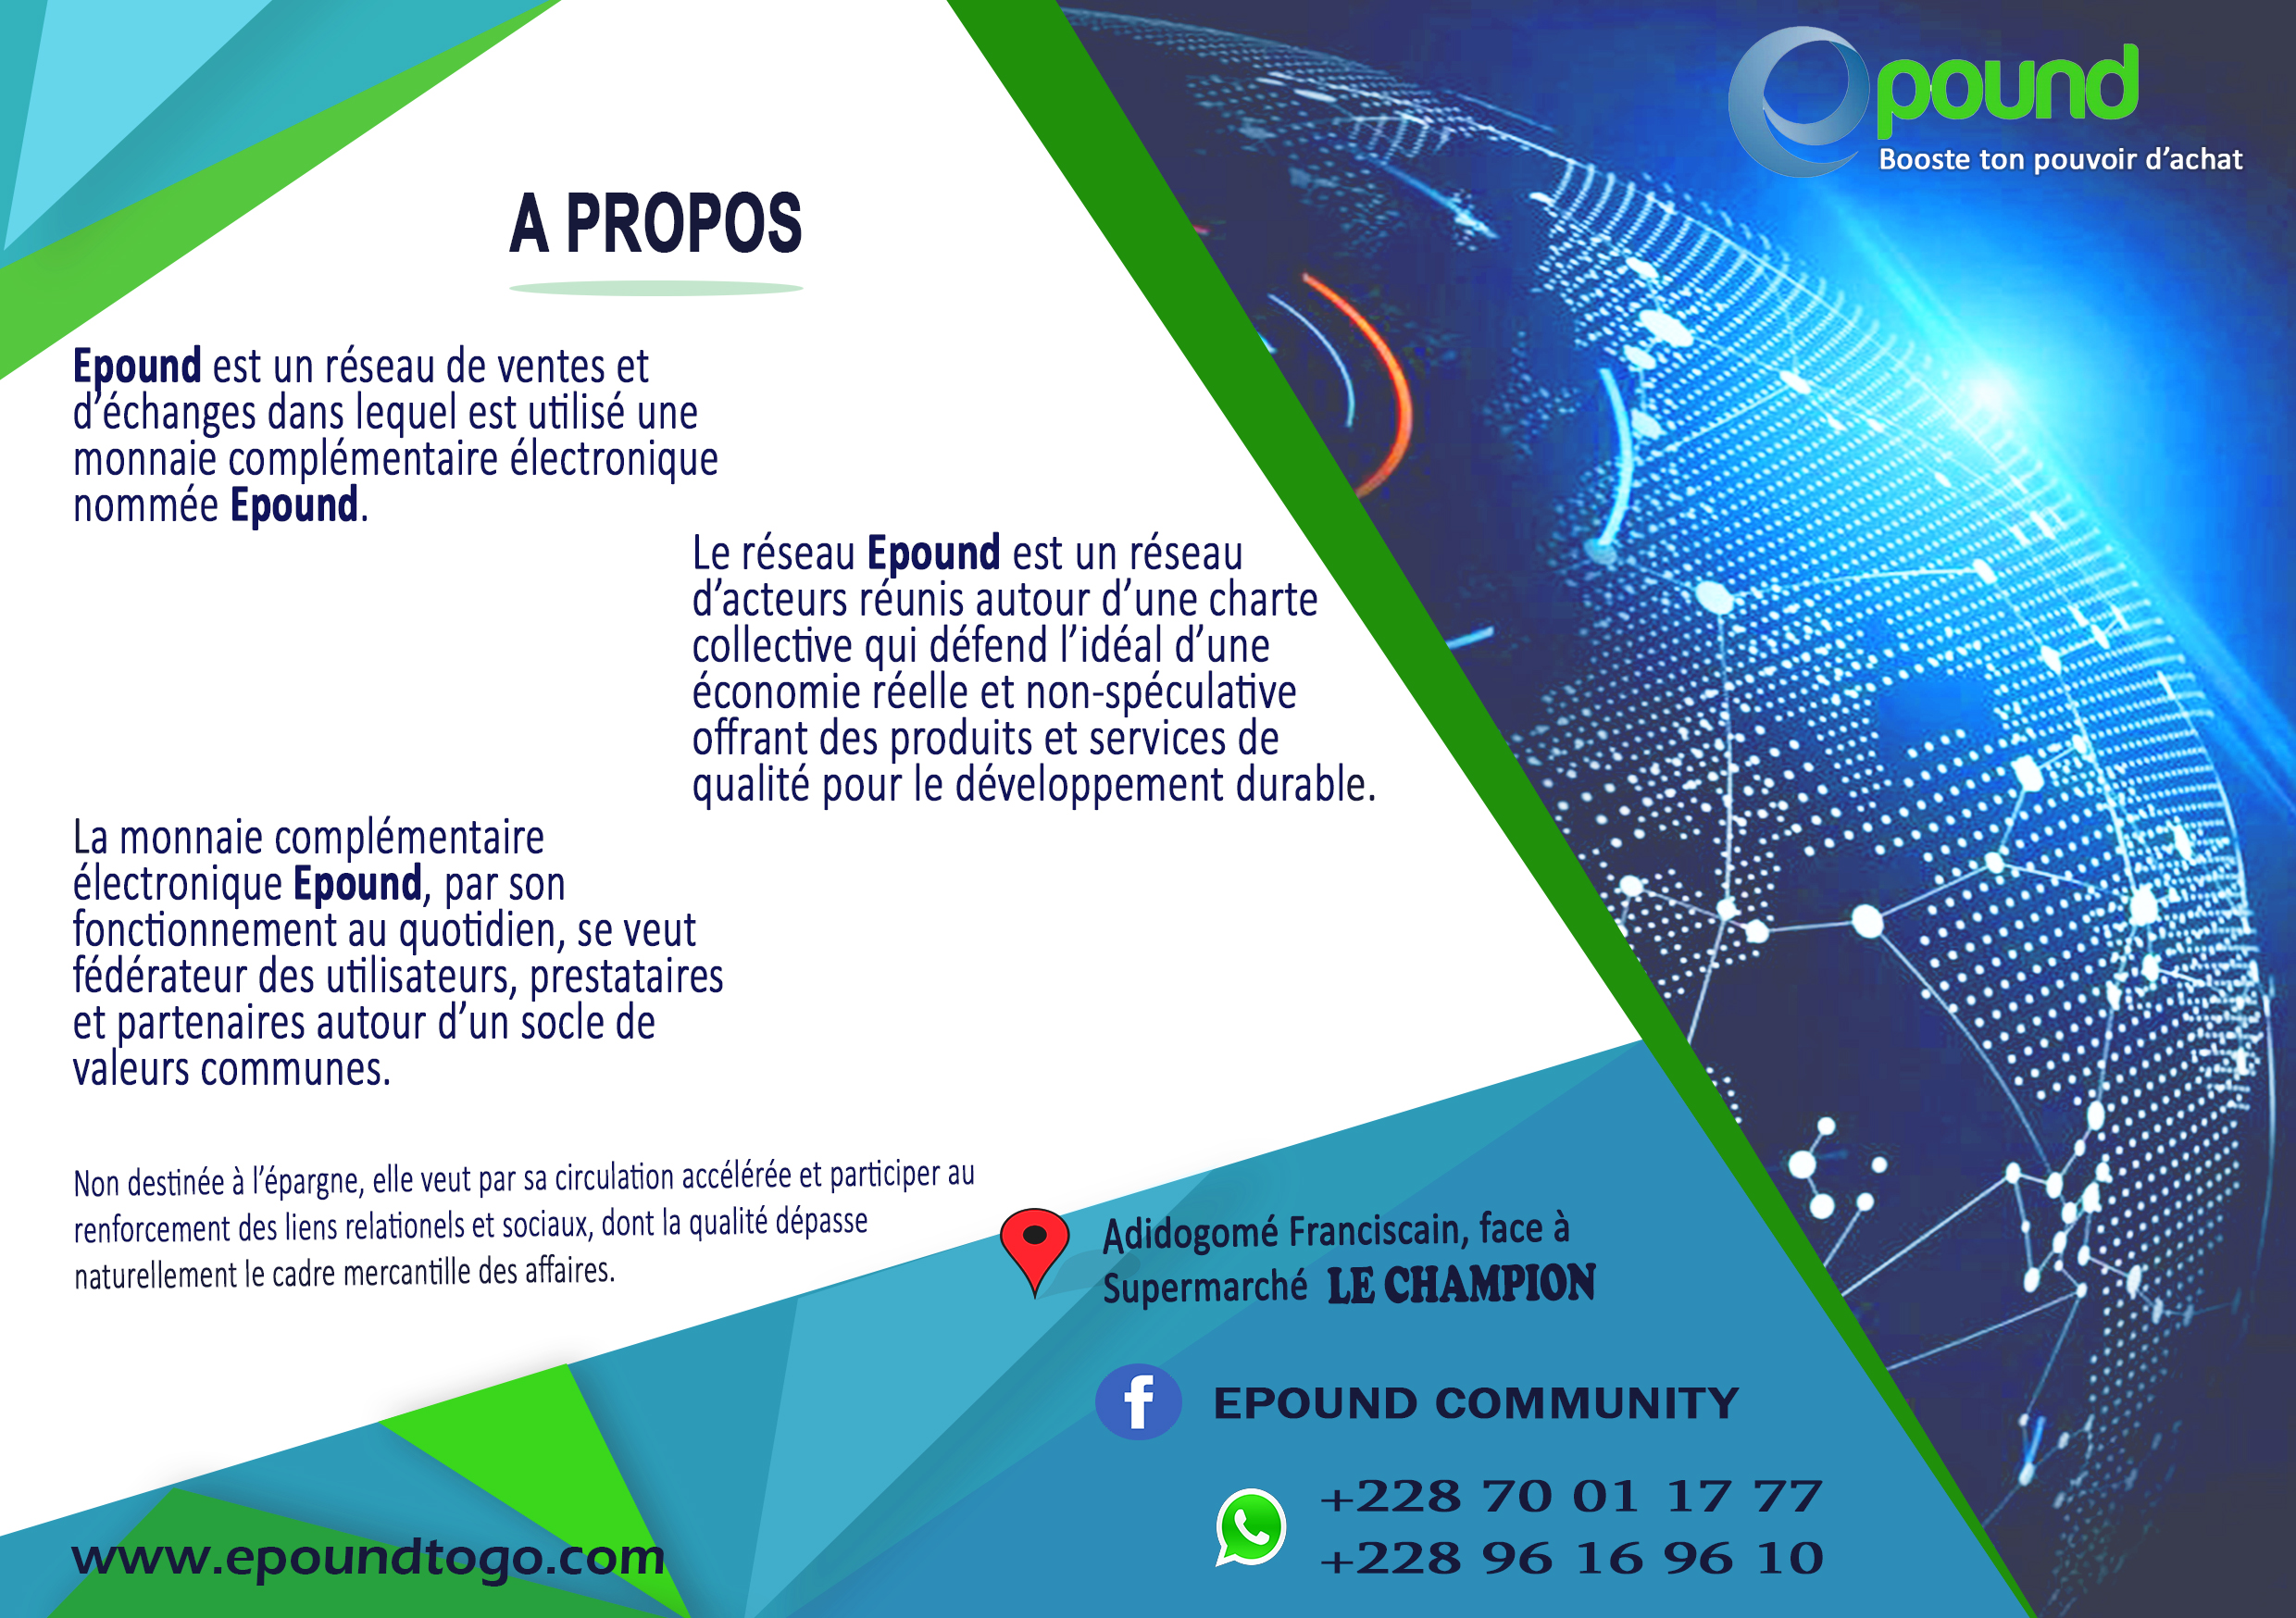 epound
Booste ton pouvoir d'achat
A PROPOS
Epound est un réseau de ventes et
d'échanges dans lequel est utilisé une
monnaie complémentaire électronique
nommée Epound.
Le réseau Epound est un réseau
d'acteurs réunis autour d'une charte
collective qui défend l'idéal d'une
économie réelle et non-spéculative
offrant des produits et services de
qualité pour le développement durable.
La monnaie complémentaire
électronique Epound, par son
fonctionnement au quotidien, se veut
fédérateur des utilisateurs, prestataires
et partenaires autour d'un socle de
valeurs communes.
Non destinée à l'épargne, elle veut par sa circulation accélérée et participer au
renforcement des liens relationels et sociaux, dont la qualité dépasse
naturellement le cadre mercantille des affaires.
Adidogomé Franciscain, face à
Supermarché LE CHAMPION
f EPOUND COMMUNITY
+228 70 01 17 77
+228 96 16 96 10
www.epoundtogo.com